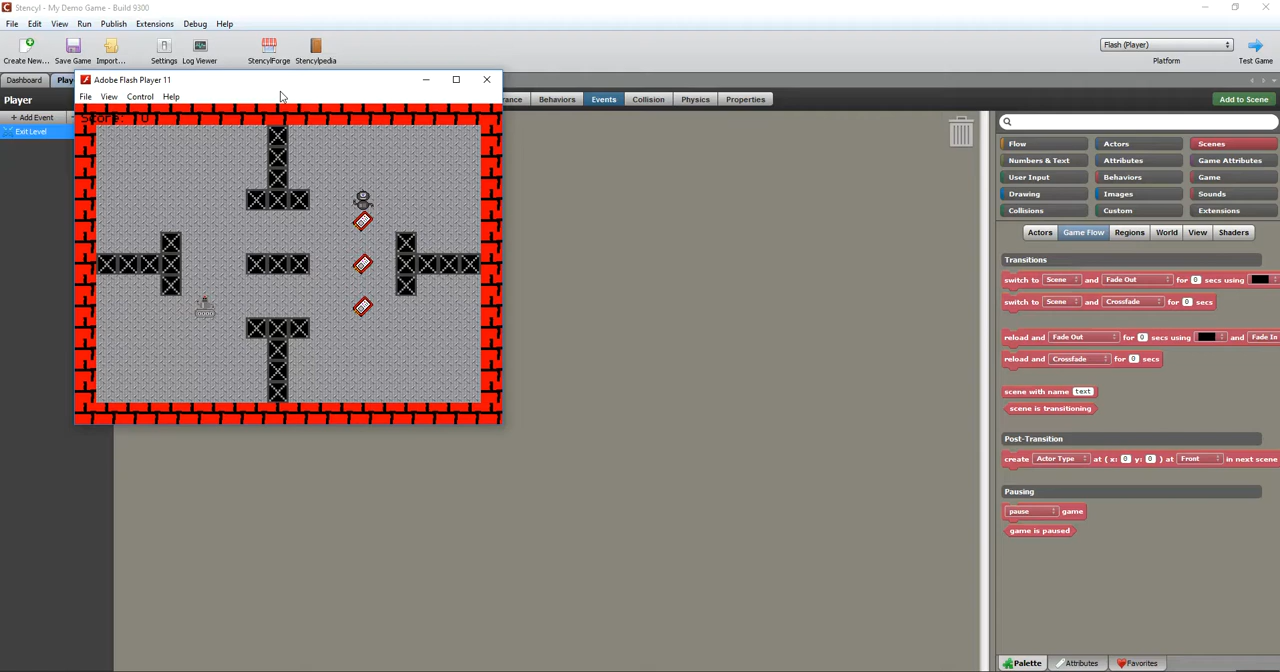 Stencyl - My Demo Game - Build 9300
File Edit View Run Publish Extensions Debug Help
Create New... Save Game Import... Settings Log Viewer StencylForge Stencylpedia
Flash (Player)
Platform Test Game
Dashboard
Adobe Flash Player 11
File View Control Help
Player
Behaviors Events Collision Physics Properties
Add to Scene
+ Add Event
Exit Level
Score:
Flow Actors Scenes
Numbers & Text Attributes Game Attributes
User Input Behaviors Game
Drawing Images Sounds
Collisions Custom Extensions
Actors Game Flow Regions World View Shaders
Transitions
switch to Scene and Fade Out for 0 secs using
switch to Scene and Crossfade for 0 secs
reload and Fade Out for 0 secs using and Fade In
reload and Crossfade for 0 secs
scene with name text
scene is transitioning
Post-Transition
create Actor Type at ( x: 0 y: 0 ) at Front in next scene
Pausing
pause game
game is paused
Palette Attributes Favorites